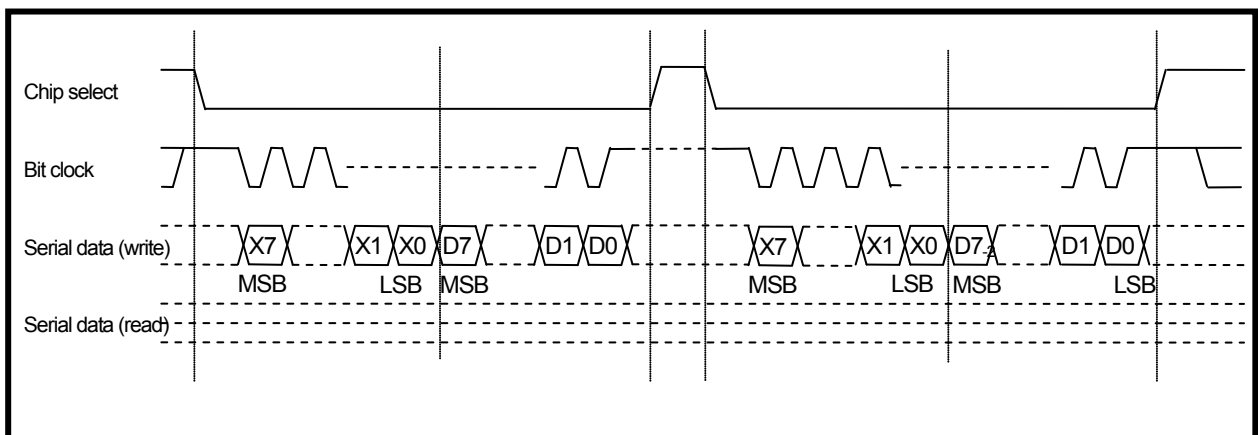 Chip select
Bit clock
Serial data (write) X7 X1 X0 D7 D1 D0 X7 X1 X0 D7-2 D1 D0
MSB LSB MSB MSB LSB MSB LSB
Serial data (read)